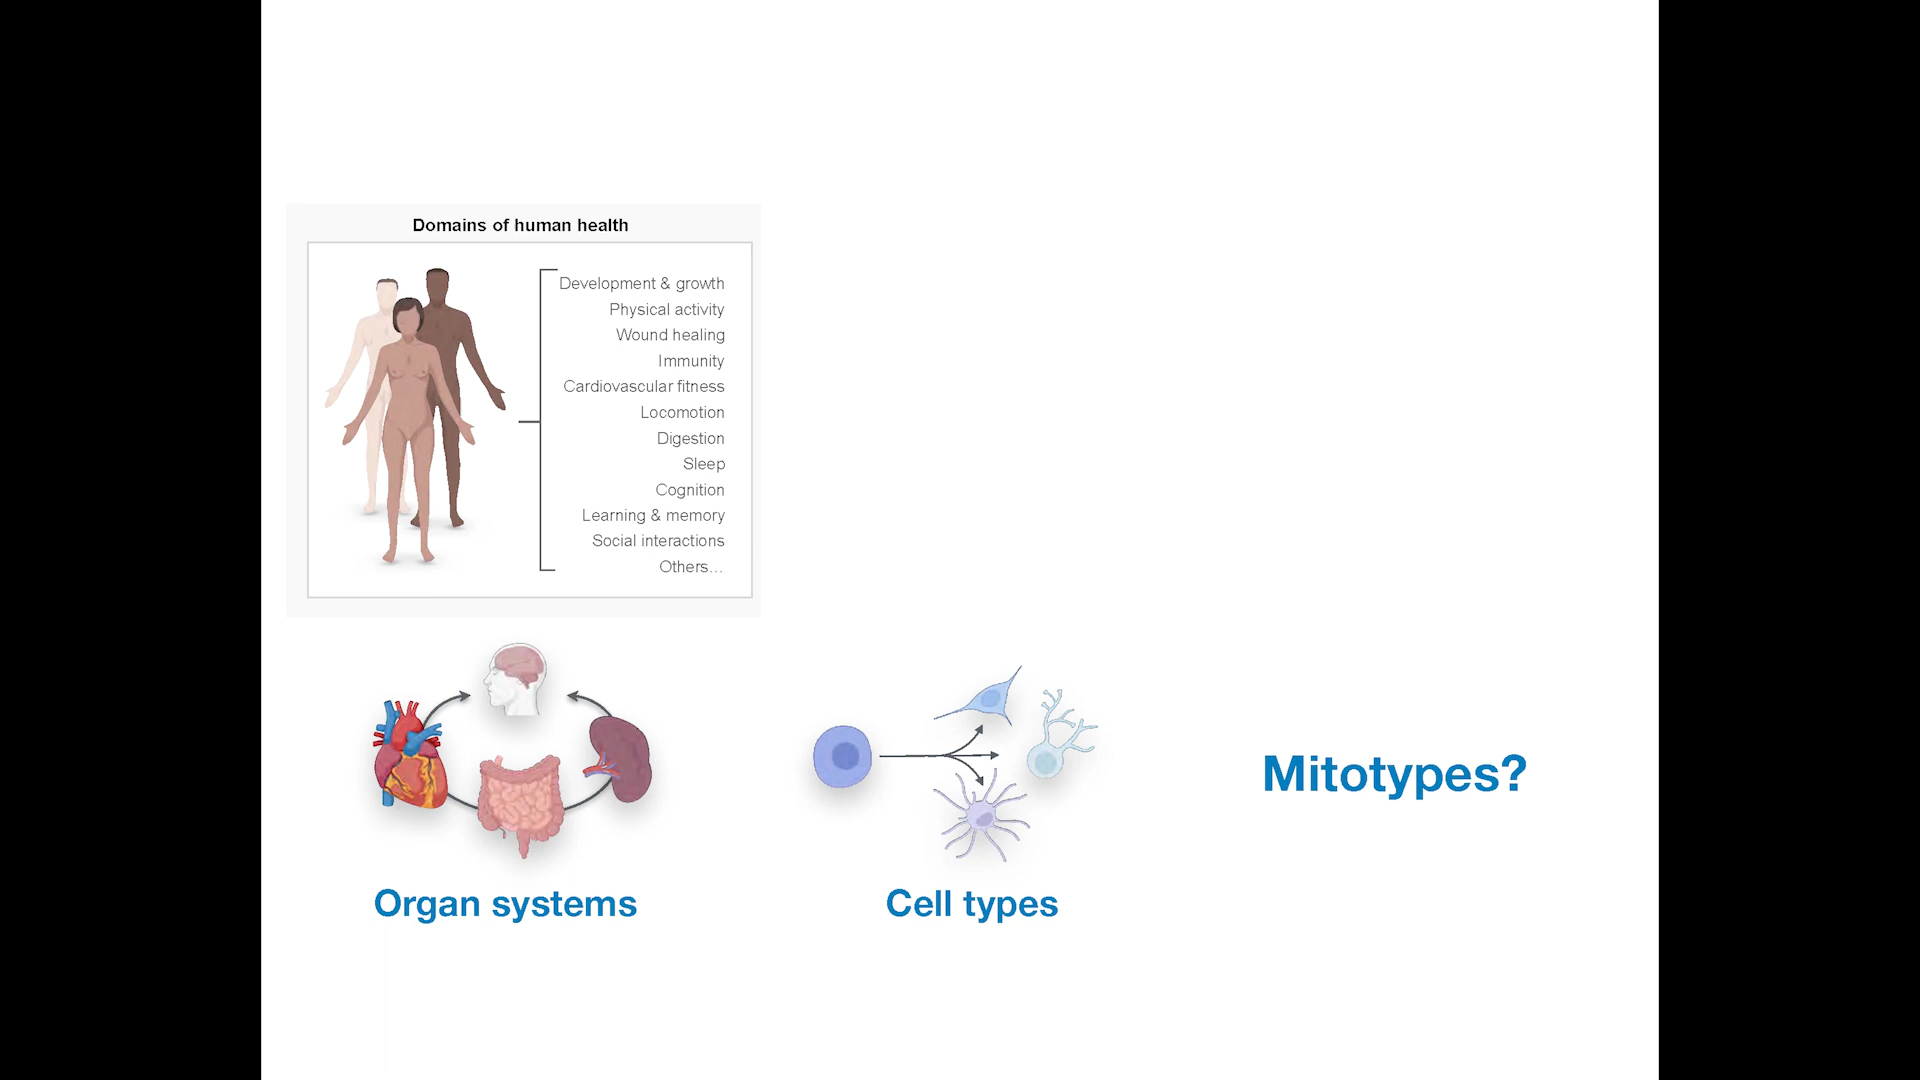 Domains of human health
Development & growth
Physical activity
Wound healing
Immunity
Cardiovascular fitness
Locomotion
Digestion
Sleep
Cognition
Learning & memory
Social interactions
Others…
Organ systems
Cell types
Mitotypes?